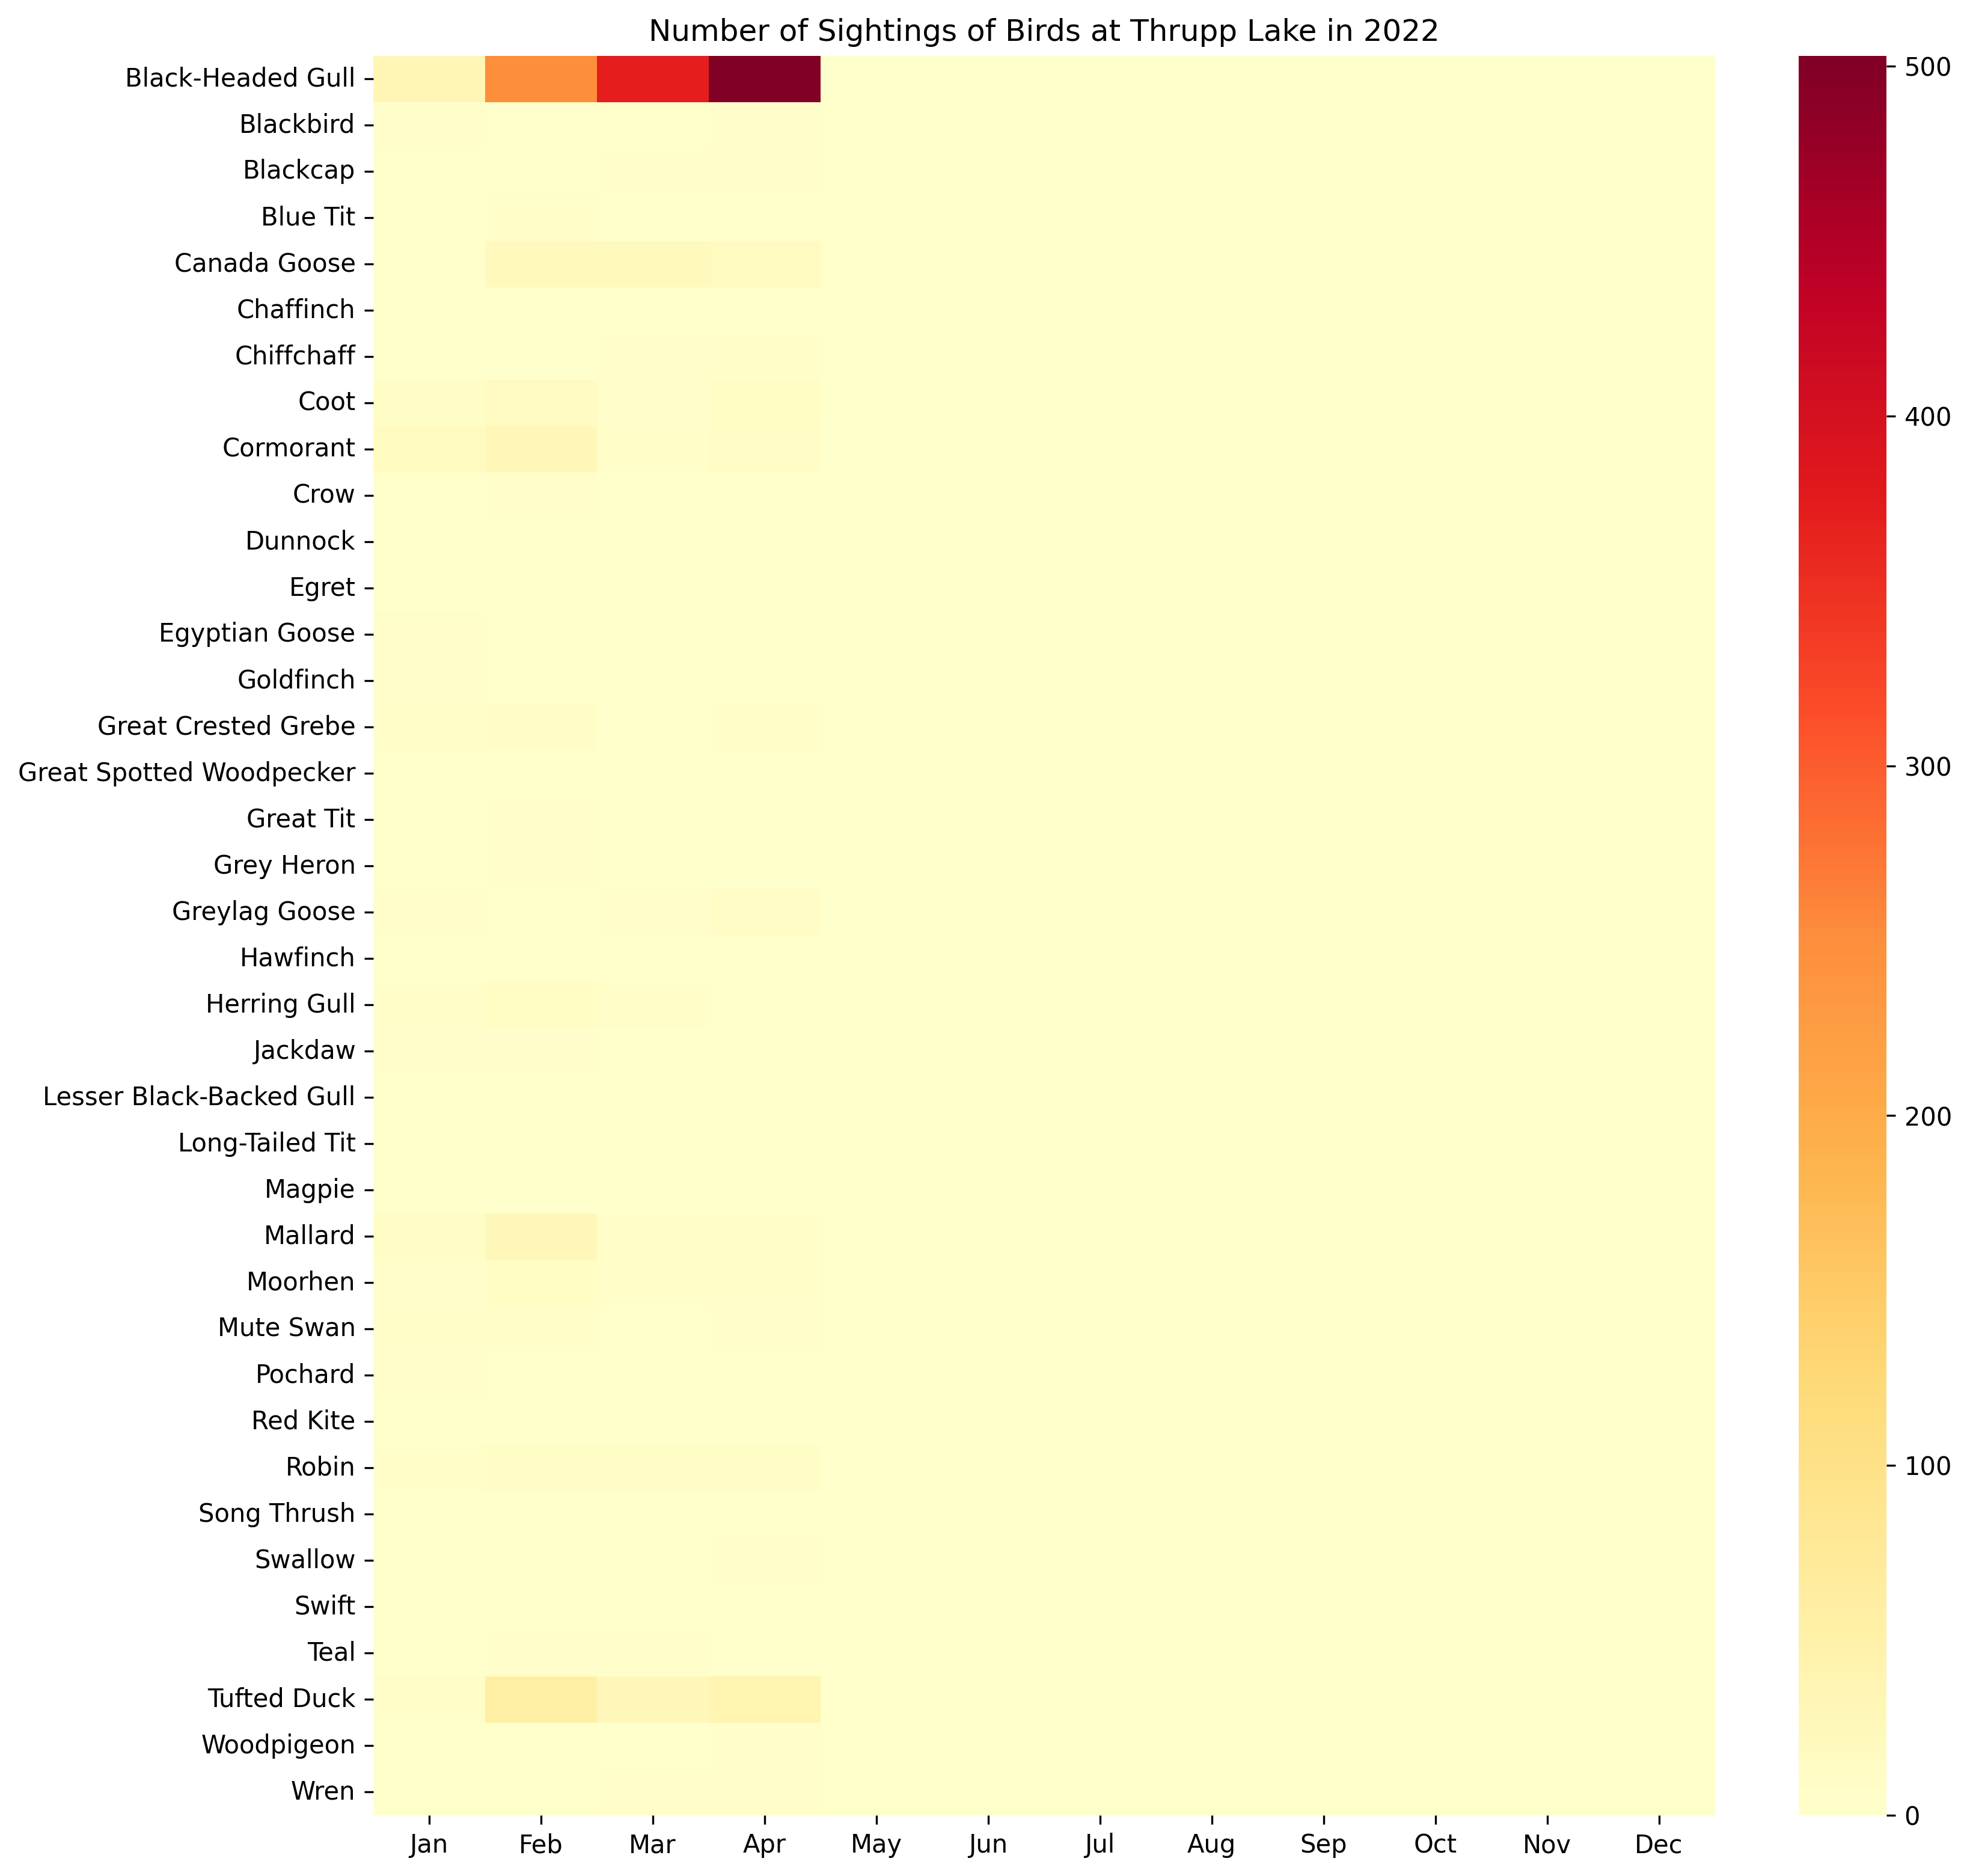 Number of Sightings of Birds at Thrupp Lake in 2022
Black-Headed Gull
Blackbird
Blackcap
Blue Tit
Canada Goose
Chaffinch
Chiffchaff
Coot
Cormorant
Crow
Dunnock
Egret
Egyptian Goose
Goldfinch
Great Crested Grebe
Great Spotted Woodpecker
Great Tit
Grey Heron
Greylag Goose
Hawfinch
Herring Gull
Jackdaw
Lesser Black-Backed Gull
Long-Tailed Tit
Magpie
Mallard
Moorhen
Mute Swan
Pochard
Red Kite
Robin
Song Thrush
Swallow
Swift
Teal
Tufted Duck
Woodpigeon
Wren
Jan Feb Mar Apr May Jun Jul Aug Sep Oct Nov Dec
500
400
300
200
100
0